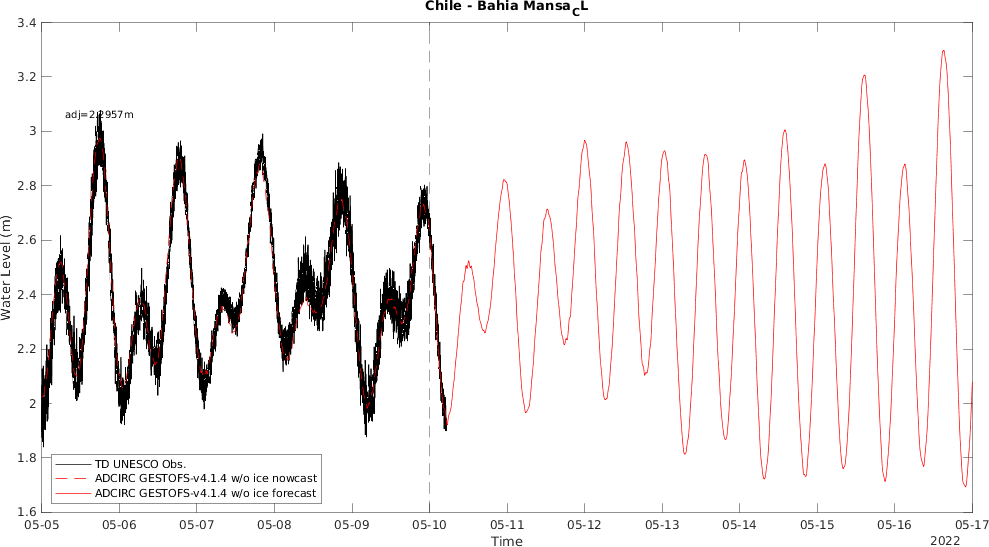 Chile - Bahia MansaCL
3.4
3.2
3
2.8
2.6
2.4
2.2
2
1.8
1.6
Water Level (m)
adj=2.2957m
TD UNESCO Obs.
ADCIRC GESTOFS-v4.1.4 w/o ice nowcast
ADCIRC GESTOFS-v4.1.4 w/o ice forecast
05-05 05-06 05-07 05-08 05-09 05-10 05-11 05-12 05-13 05-14 05-15 05-16 05-17
Time
2022